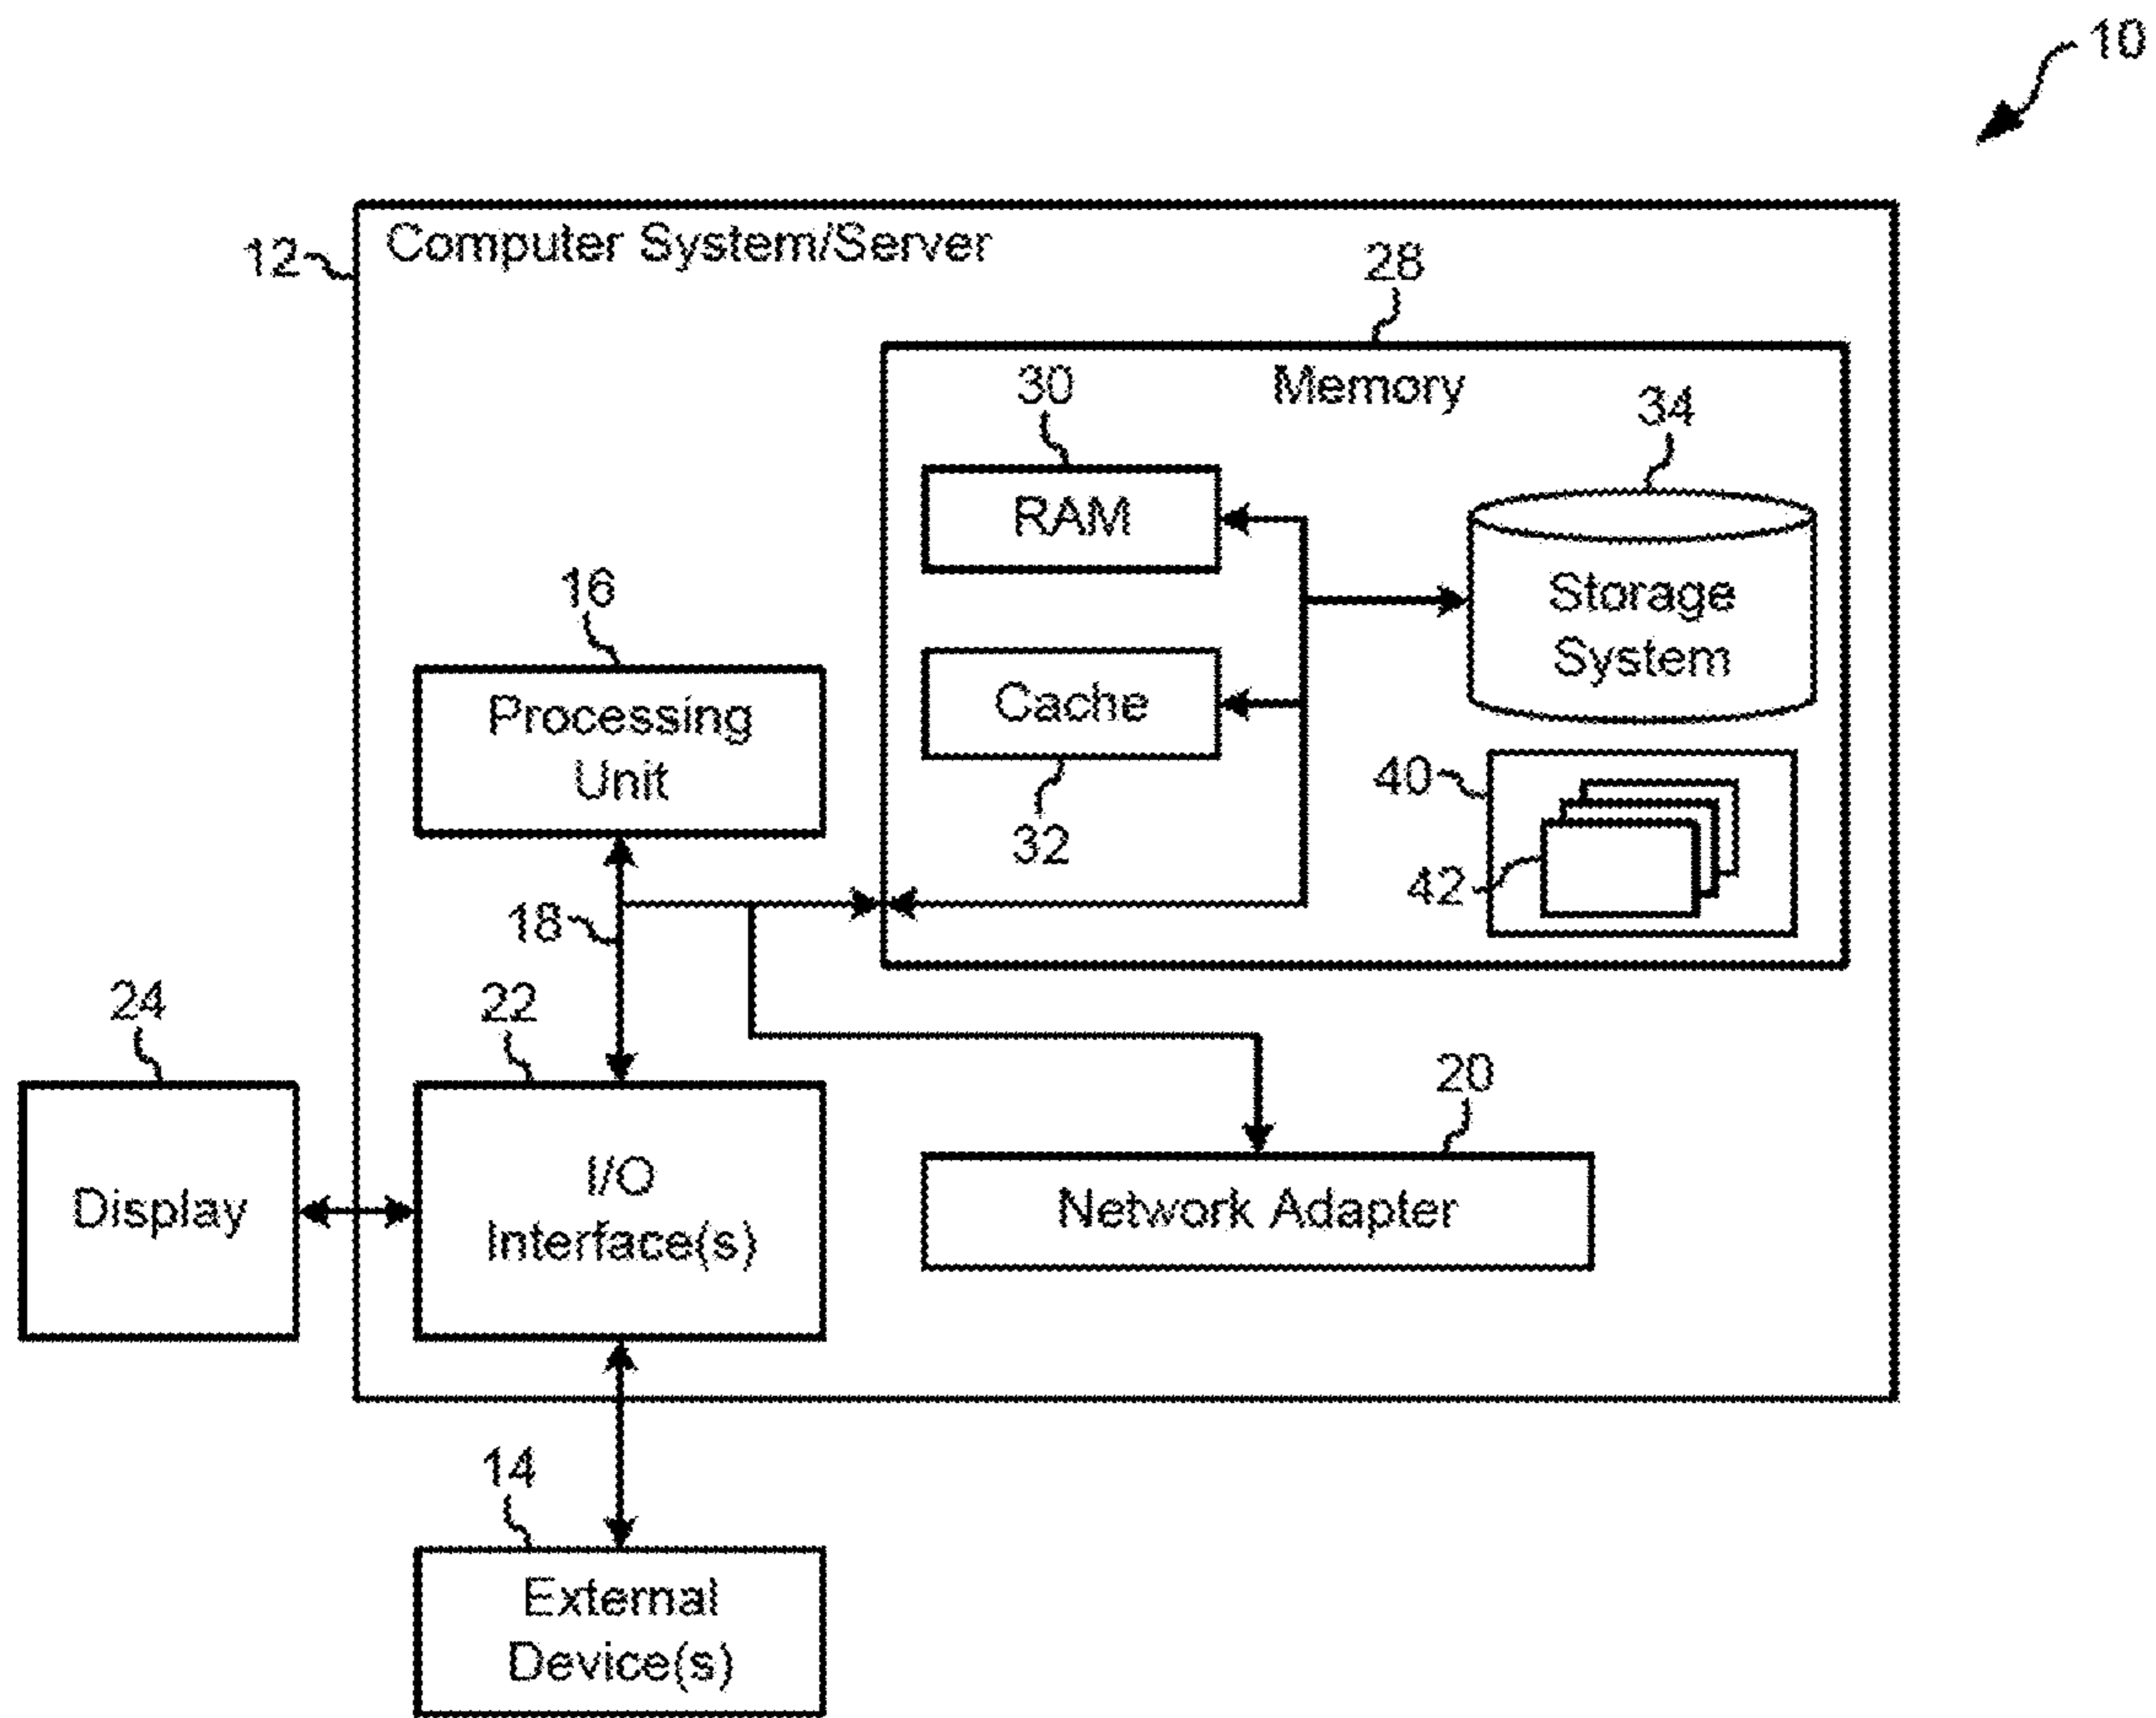 10
12
Computer System/Server
28
Memory
30
RAM
34
Storage
System
16
Processing
Unit
Cache
32
40
42
18
24
Display
22
I/O
Interface(s)
20
Network Adapter
14
External
Device(s)